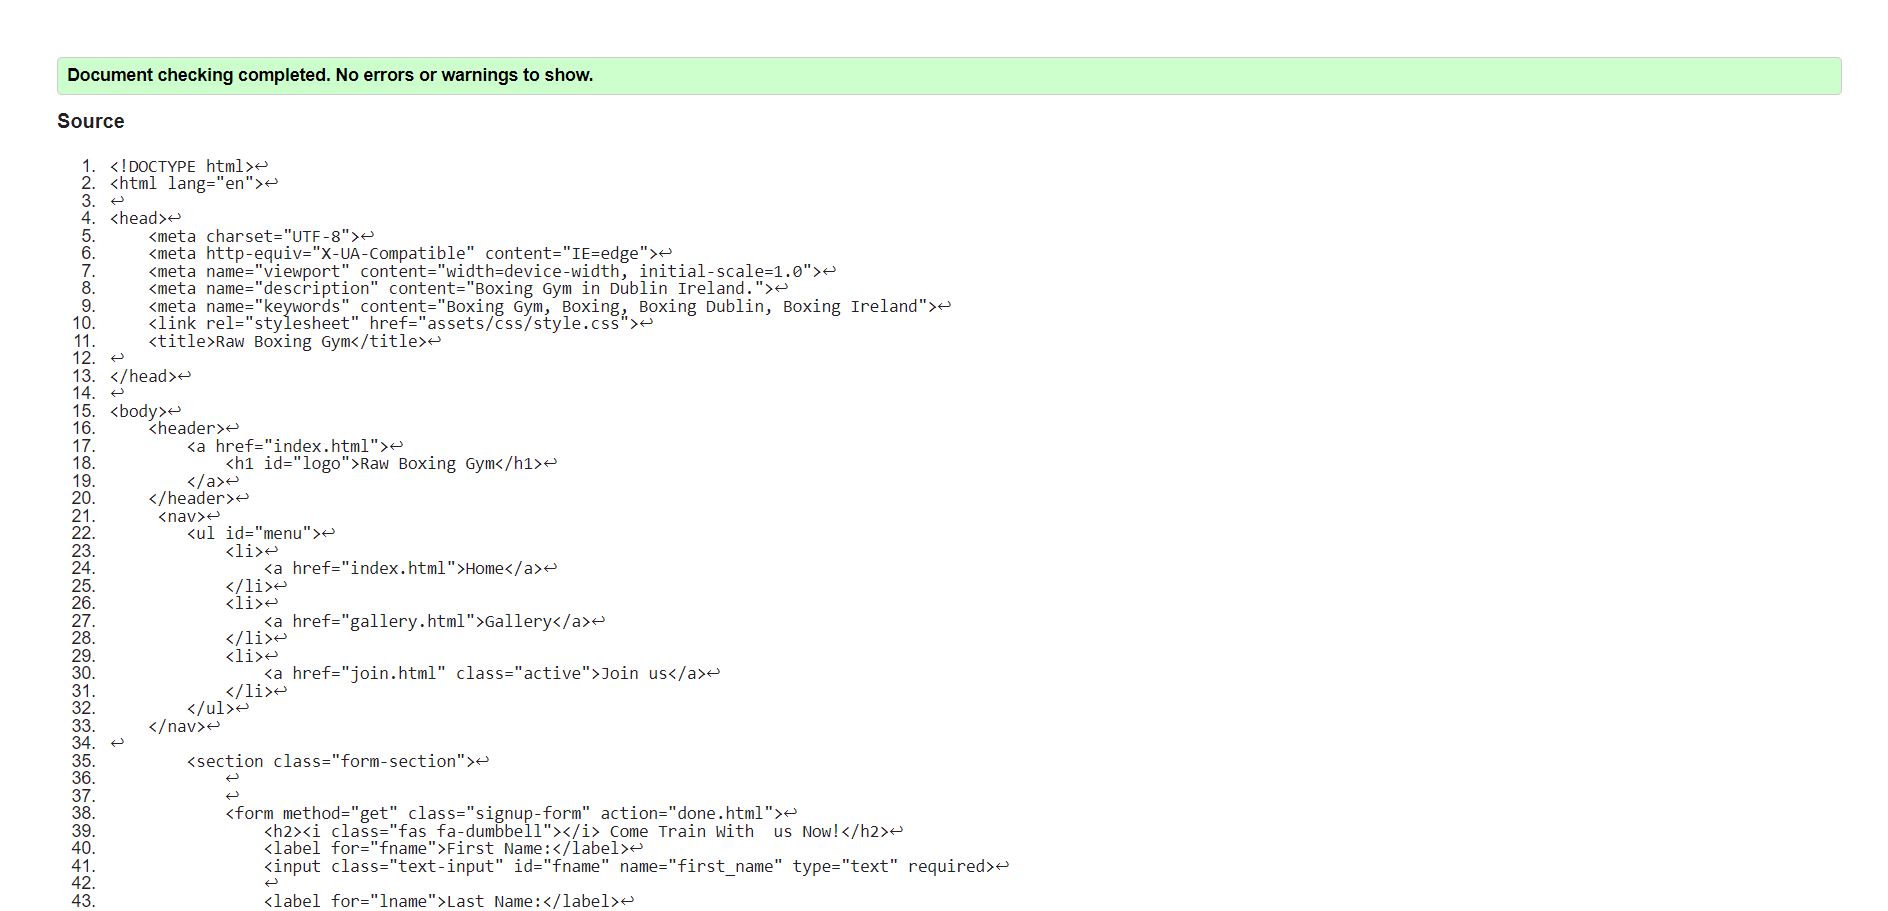 Document checking completed. No errors or warnings to show.
Source
1. <!DOCTYPE html>↩
2. <html lang="en">↩
3. ↩
4. <head>↩
5.     <meta charset="UTF-8">↩
6.     <meta http-equiv="X-UA-Compatible" content="IE=edge">↩
7.     <meta name="viewport" content="width=device-width, initial-scale=1.0">↩
8.     <meta name="description" content="Boxing Gym in Dublin Ireland.">↩
9.     <meta name="keywords" content="Boxing Gym, Boxing, Boxing Dublin, Boxing Ireland">↩
10.     <link rel="stylesheet" href="assets/css/style.css">↩
11.     <title>Raw Boxing Gym</title>↩
12. ↩
13. </head>↩
14. ↩
15. <body>↩
16.     <header>↩
17.         <a href="index.html">↩
18.             <h1 id="logo">Raw Boxing Gym</h1>↩
19.         </a>↩
20.     </header>↩
21.      <nav>↩
22.         <ul id="menu">↩
23.             <li>↩
24.                 <a href="index.html">Home</a>↩
25.             </li>↩
26.             <li>↩
27.                 <a href="gallery.html">Gallery</a>↩
28.             </li>↩
29.             <li>↩
30.                 <a href="join.html" class="active">Join us</a>↩
31.             </li>↩
32.         </ul>↩
33.     </nav>↩
34. ↩
35.         <section class="form-section">↩
36.             ↩
37.             ↩
38.             <form method="get" class="signup-form" action="done.html">↩
39.                 <h2><i class="fas fa-dumbbell"></i> Come Train With  us Now!</h2>↩
40.                 <label for="fname">First Name:</label>↩
41.                 <input class="text-input" id="fname" name="first_name" type="text" required>↩
42.                 ↩
43.                 <label for="lname">Last Name:</label>↩